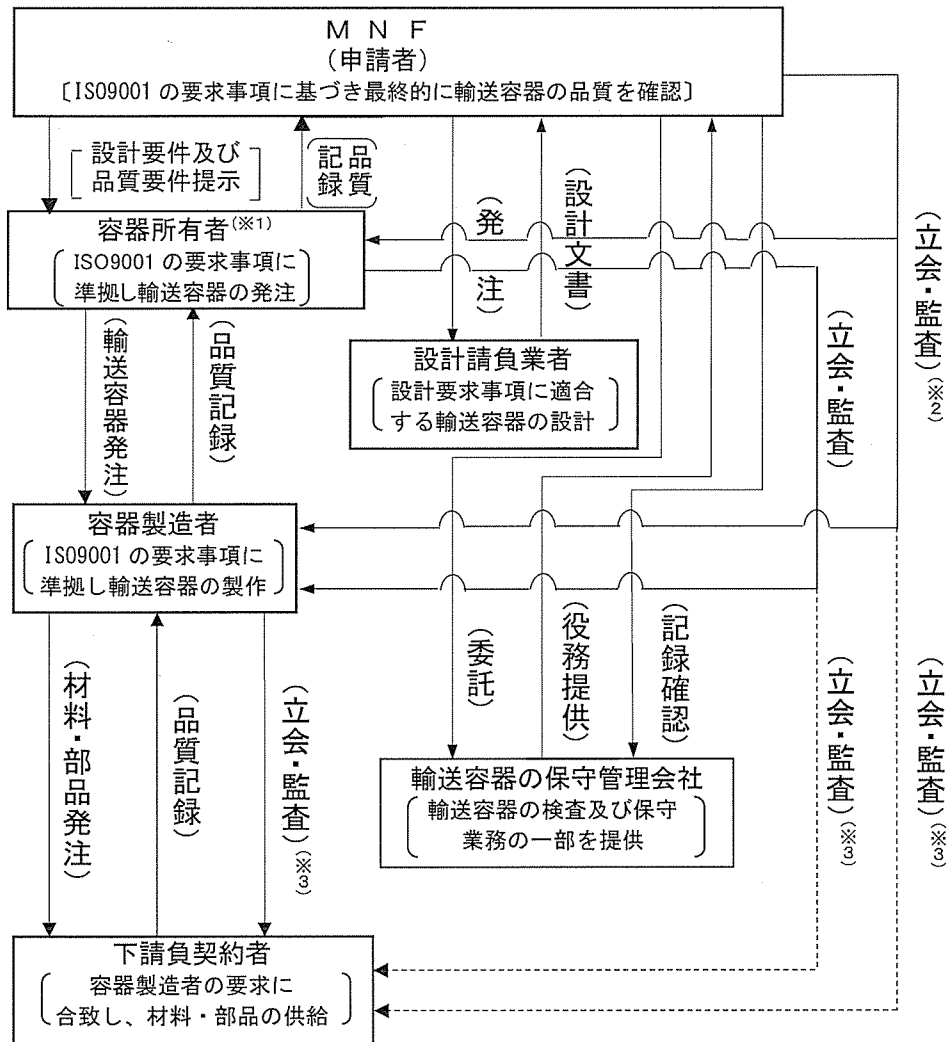 ＭＮＦ
（申請者）
〔ISO9001 の要求事項に基づき最終的に輸送容器の品質を確認〕
設計要件及び
品質要件提示
品質
記録
容器所有者(※1)
ISO9001 の要求事項に
準拠し輸送容器の発注
（発注）
（設計文書）
（立会・監査）(※2)
（輸送容器発注）
（品質記録）
設計請負業者
設計要求事項に適合
する輸送容器の設計
（立会・監査）
容器製造者
ISO9001 の要求事項に
準拠し輸送容器の製作
（材料・部品発注）
（品質記録）
（立会・監査）(※3)
（委託）
（役務提供）
（記録確認）
（立会・監査）(※3)
（立会・監査）(※3)
輸送容器の保守管理会社
輸送容器の検査及び保守
業務の一部を提供
下請負契約者
容器製造者の要求に
合致し、材料・部品の供給